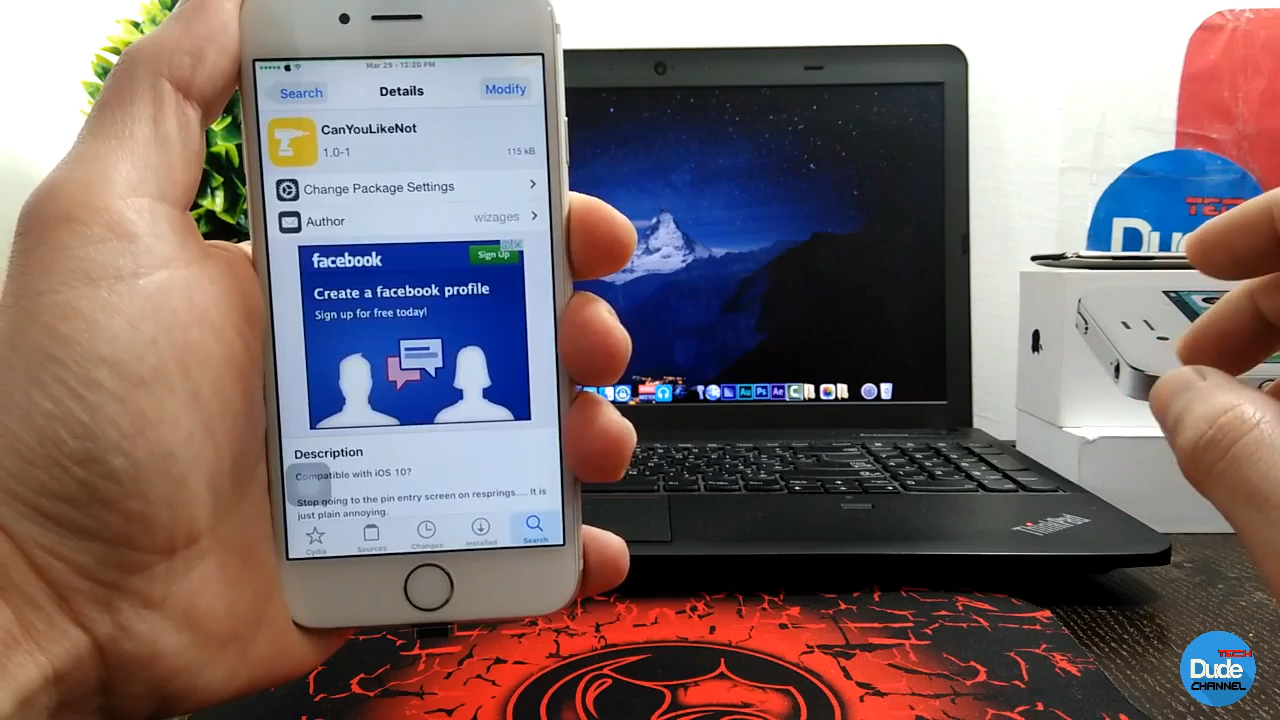 Mar 29 - 12:20 PM
Search
Details
Modify
CanYouLikeNot
1.0-1
115 kB
Change Package Settings
Author
wizages
facebook
Sign Up
Create a facebook profile
Sign up for free today!
Description
Compatible with iOS 10?
Stop going to the pin entry screen on resprings.... It is
just plain annoying.
Cydia
Sources
Changes
Installed
Search
Au
Ps
Ae
ThinkPad
TECH
Dude
CHANNEL